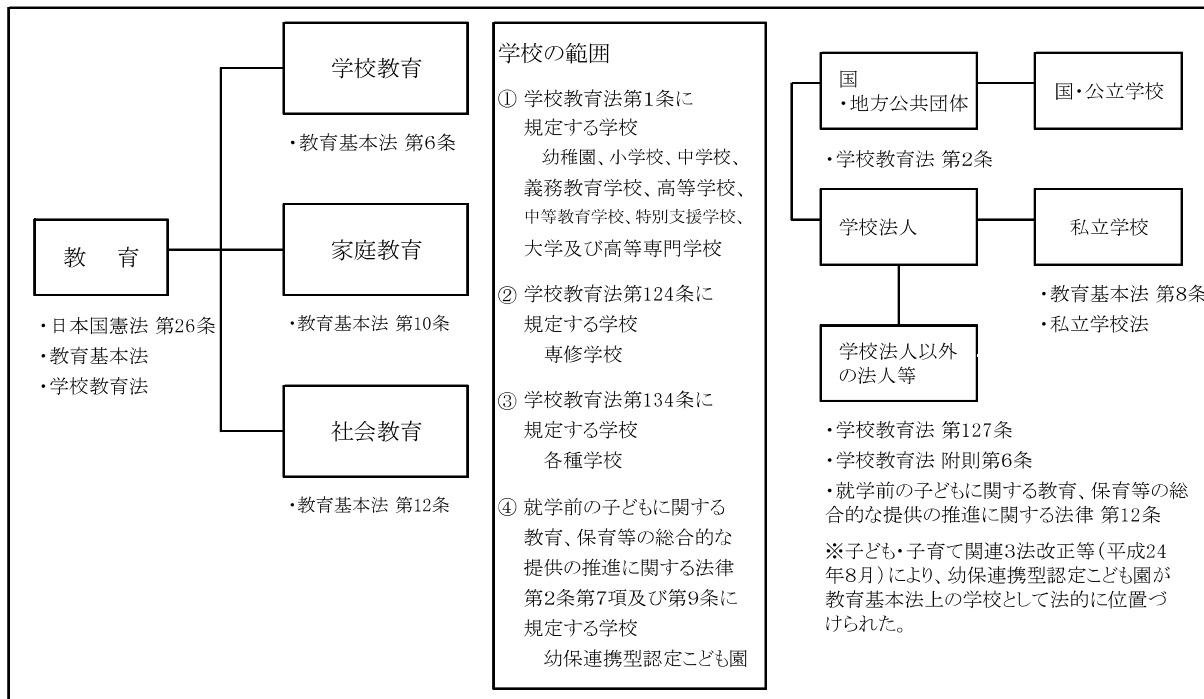 教 育
・日本国憲法 第26条
・教育基本法
・学校教育法
学校教育
・教育基本法 第6条
家庭教育
・教育基本法 第10条
社会教育
・教育基本法 第12条
学校の範囲
① 学校教育法第1条に
規定する学校
幼稚園、小学校、中学校、
義務教育学校、高等学校、
中等教育学校、特別支援学校、
大学及び高等専門学校
② 学校教育法第124条に
規定する学校
専修学校
③ 学校教育法第134条に
規定する学校
各種学校
④ 就学前の子どもに関する
教育、保育等の総合的な
提供の推進に関する法律
第2条第7項及び第9条に
規定する学校
幼保連携型認定こども園
国
・地方公共団体
国・公立学校
・学校教育法 第2条
学校法人
私立学校
・教育基本法 第8条
・私立学校法
学校法人以外
の法人等
・学校教育法 第127条
・学校教育法 附則第6条
・就学前の子どもに関する教育、保育等の総
合的な提供の推進に関する法律 第12条
※子ども・子育て関連3法改正等(平成24
年8月)により、幼保連携型認定こども園が
教育基本法上の学校として法的に位置づ
けられた。